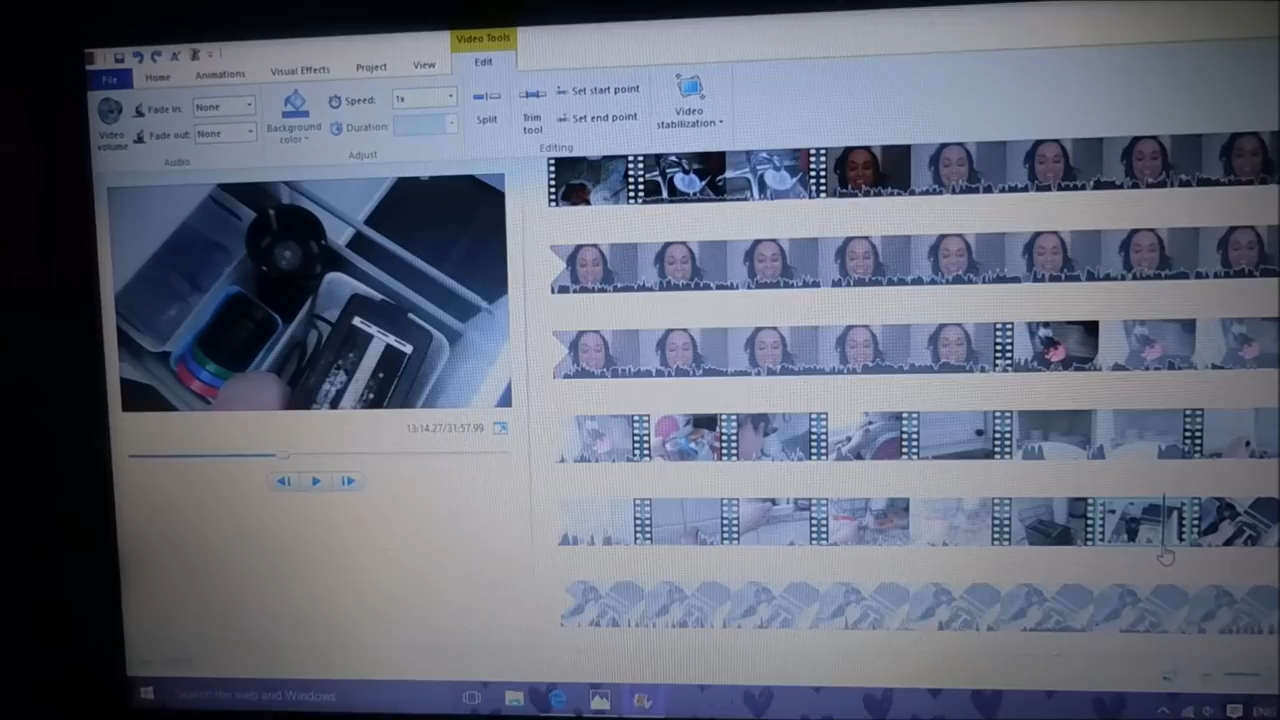 Video Tools
File Home Animations Visual Effects Project View Edit
Video volume
Fade in: None
Fade out: None
Audio
Background color
Speed: 1x
Duration:
Adjust
Split
Trim tool
Set start point
Set end point
Editing
Video stabilization
13:14.27/31:57.99
Search the web and Windows
ENG